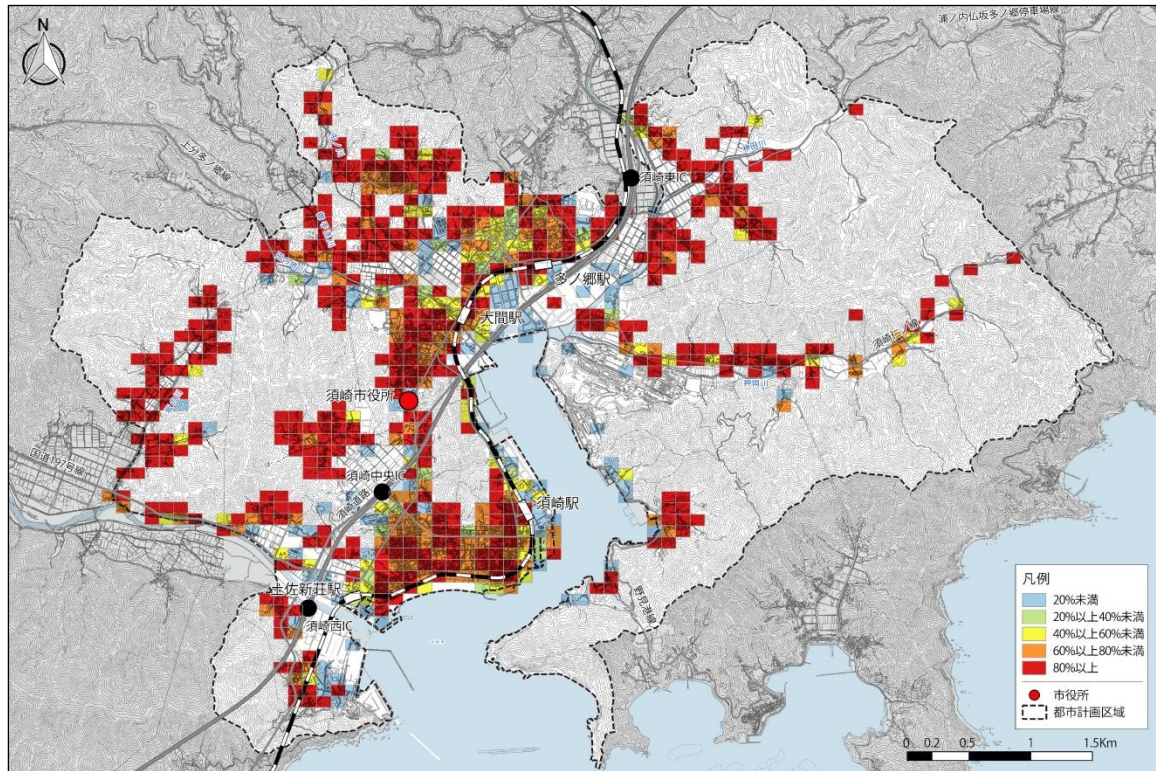 浦ノ内仏坂多ノ郷停車場線
N
上分多ノ郷線
押岡川
須崎東IC
多ノ郷駅
大間駅
須崎市役所
国道197号線
須崎中央IC
須崎道路
須崎駅
土佐新荘駅
須崎西IC
野見港線
凡例
20%未満
20%以上40%未満
40%以上60%未満
60%以上80%未満
80%以上
市役所
都市計画区域
0 0.2 0.5 1 1.5Km